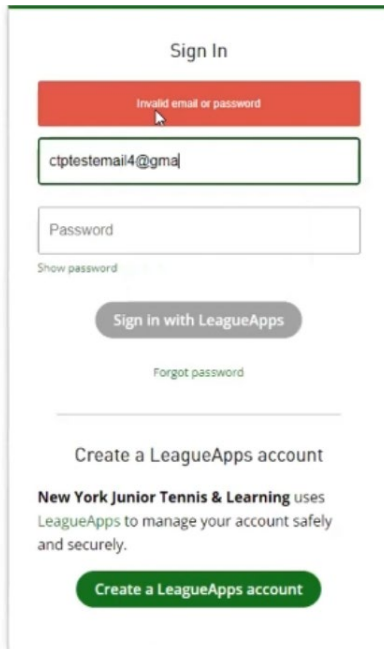 Sign In
Invalid email or password
ctptestemail4@gma
Password
Show password
Sign in with LeagueApps
Forgot password
Create a LeagueApps account
New York Junior Tennis & Learning uses
LeagueApps to manage your account safely
and securely.
Create a LeagueApps account